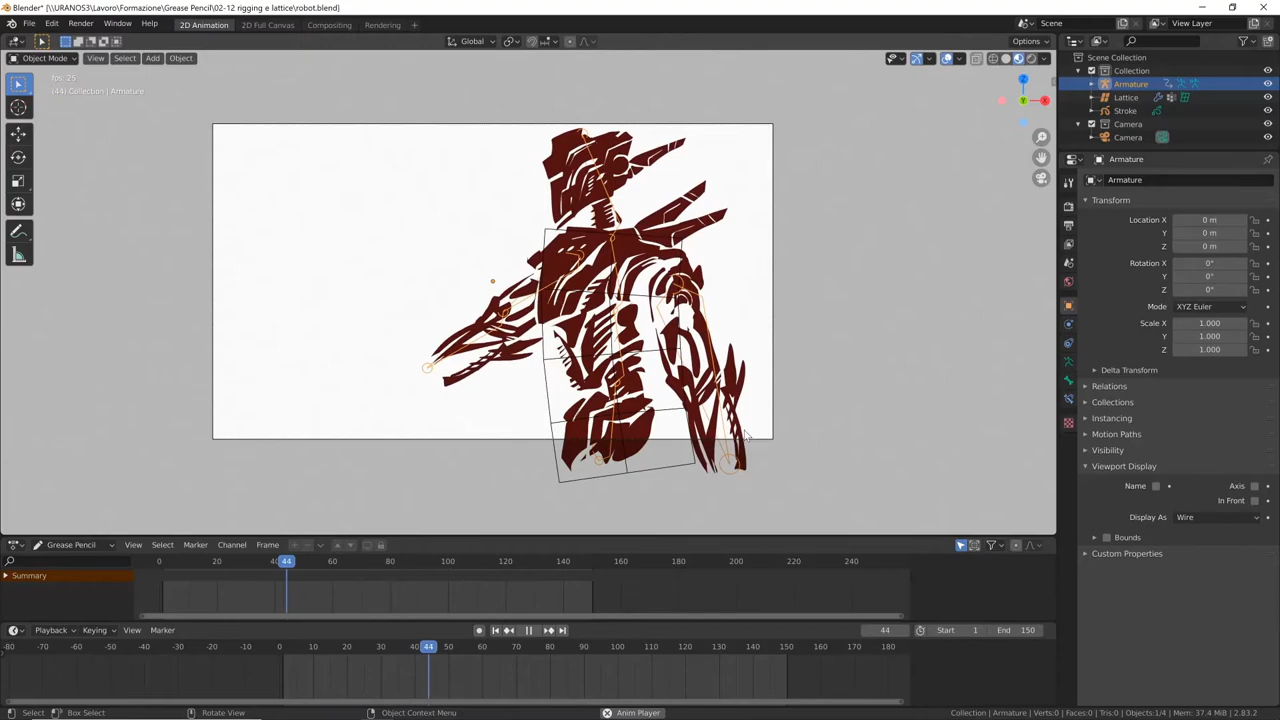 Blender* [\\URANOS3\Lavoro\Formazione\Grease Pencil\02-12 rigging e lattice\robot.blend]
File Edit Render Window Help 2D Animation 2D Full Canvas Compositing Rendering Scene View Layer
Global Options
Object Mode View Select Add Object
fps: 25
(44) Collection | Armature
Z
Y
X
Scene Collection
Collection
Armature
Lattice
Stroke
Camera
Camera
Armature
Armature
Transform
Location X 0 m
Y 0 m
Z 0 m
Rotation X 0°
Y 0°
Z 0°
Mode XYZ Euler
Scale X 1.000
Y 1.000
Z 1.000
Delta Transform
Relations
Collections
Instancing
Motion Paths
Visibility
Viewport Display
Name Axis
In Front
Display As Wire
Bounds
Custom Properties
Grease Pencil View Select Marker Channel Frame
0 20 40 44 60 80 100 120 140 160 180 200 220 240
Summary
Playback Keying View Marker 44 Start 1 End 150
-80 -70 -60 -50 -40 -30 -20 -10 0 10 20 30 40 44 50 60 70 80 90 100 110 120 130 140 150 160 170 180
Select Box Select Rotate View Object Context Menu Anim Player Collection | Armature | Verts:0 | Faces:0 | Tris:0 | Objects:1/4 | Mem: 37.4 MiB | 2.83.2